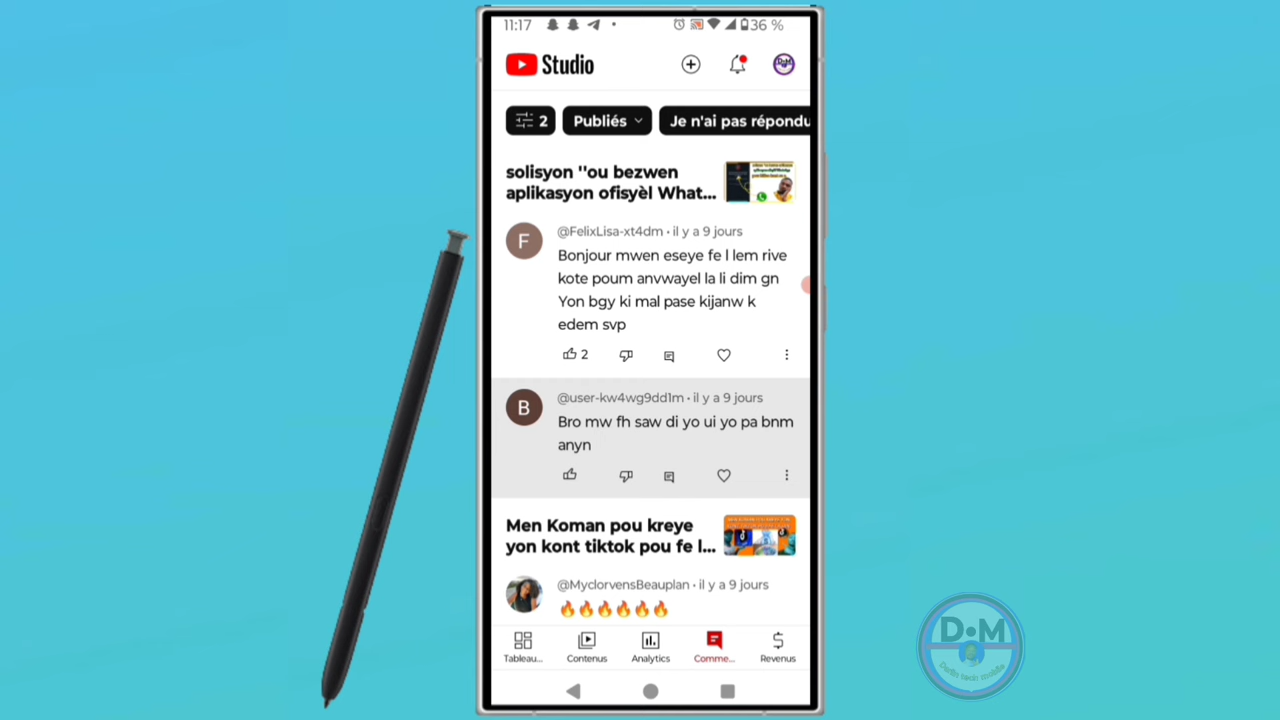 11:17
36 %
Studio
2
Publiés
Je n'ai pas répondu
solisyon ''ou bezwen
aplikasyon ofisyèl What...
F
@FelixLisa-xt4dm • il y a 9 jours
Bonjour mwen eseye fe l lem rive
kote poum anvwayel la li dim gn
Yon bgy ki mal pase kijanw k
edem svp
2
B
@user-kw4wg9dd1m • il y a 9 jours
Bro mw fh saw di yo ui yo pa bnm
anyn
Men Koman pou kreye
yon kont tiktok pou fe l...
@MyclorvensBeauplan • il y a 9 jours
🔥🔥🔥🔥🔥🔥
Tableau...
Contenus
Analytics
Comme...
Revenus
D•M